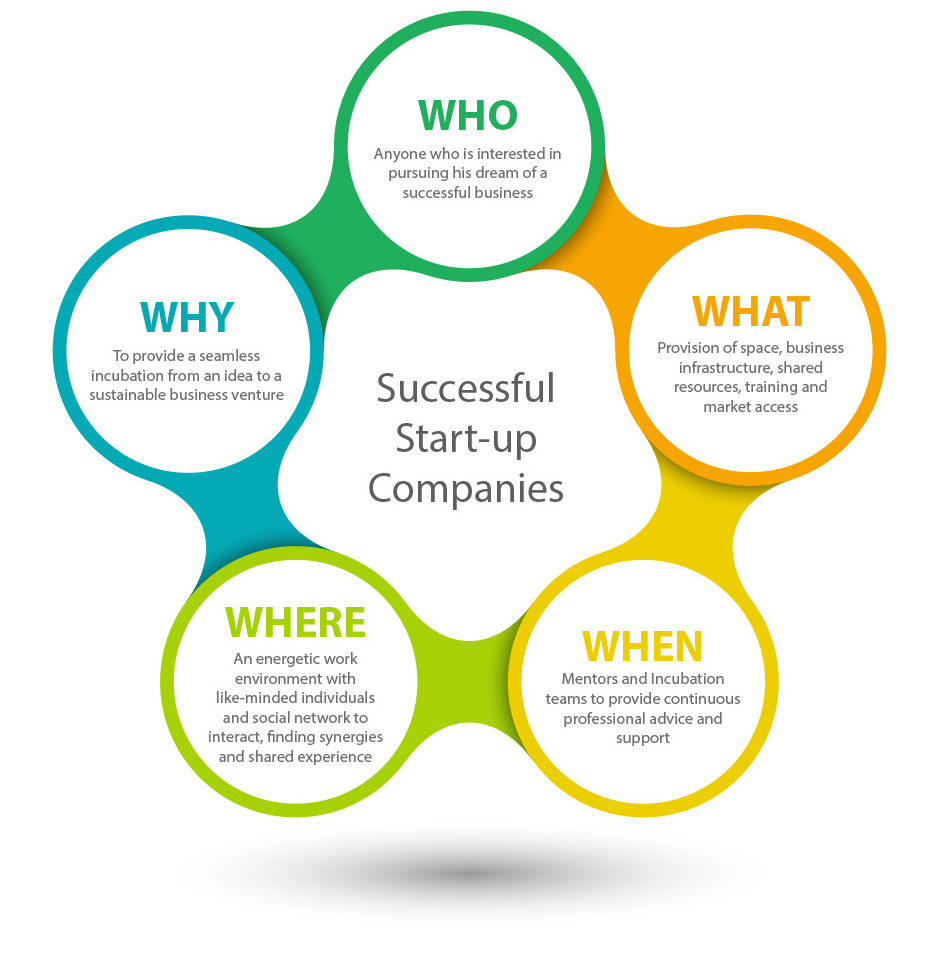 WHO
Anyone who is interested in
pursuing his dream of a
successful business
WHAT
Provision of space, business
infrastructure, shared
resources, training and
market access
WHEN
Mentors and Incubation
teams to provide continuous
professional advice and
support
WHERE
An energetic work
environment with
like-minded individuals
and social network to
interact, finding synergies
and shared experience
WHY
To provide a seamless
incubation from an idea to a
sustainable business venture
Successful
Start-up
Companies